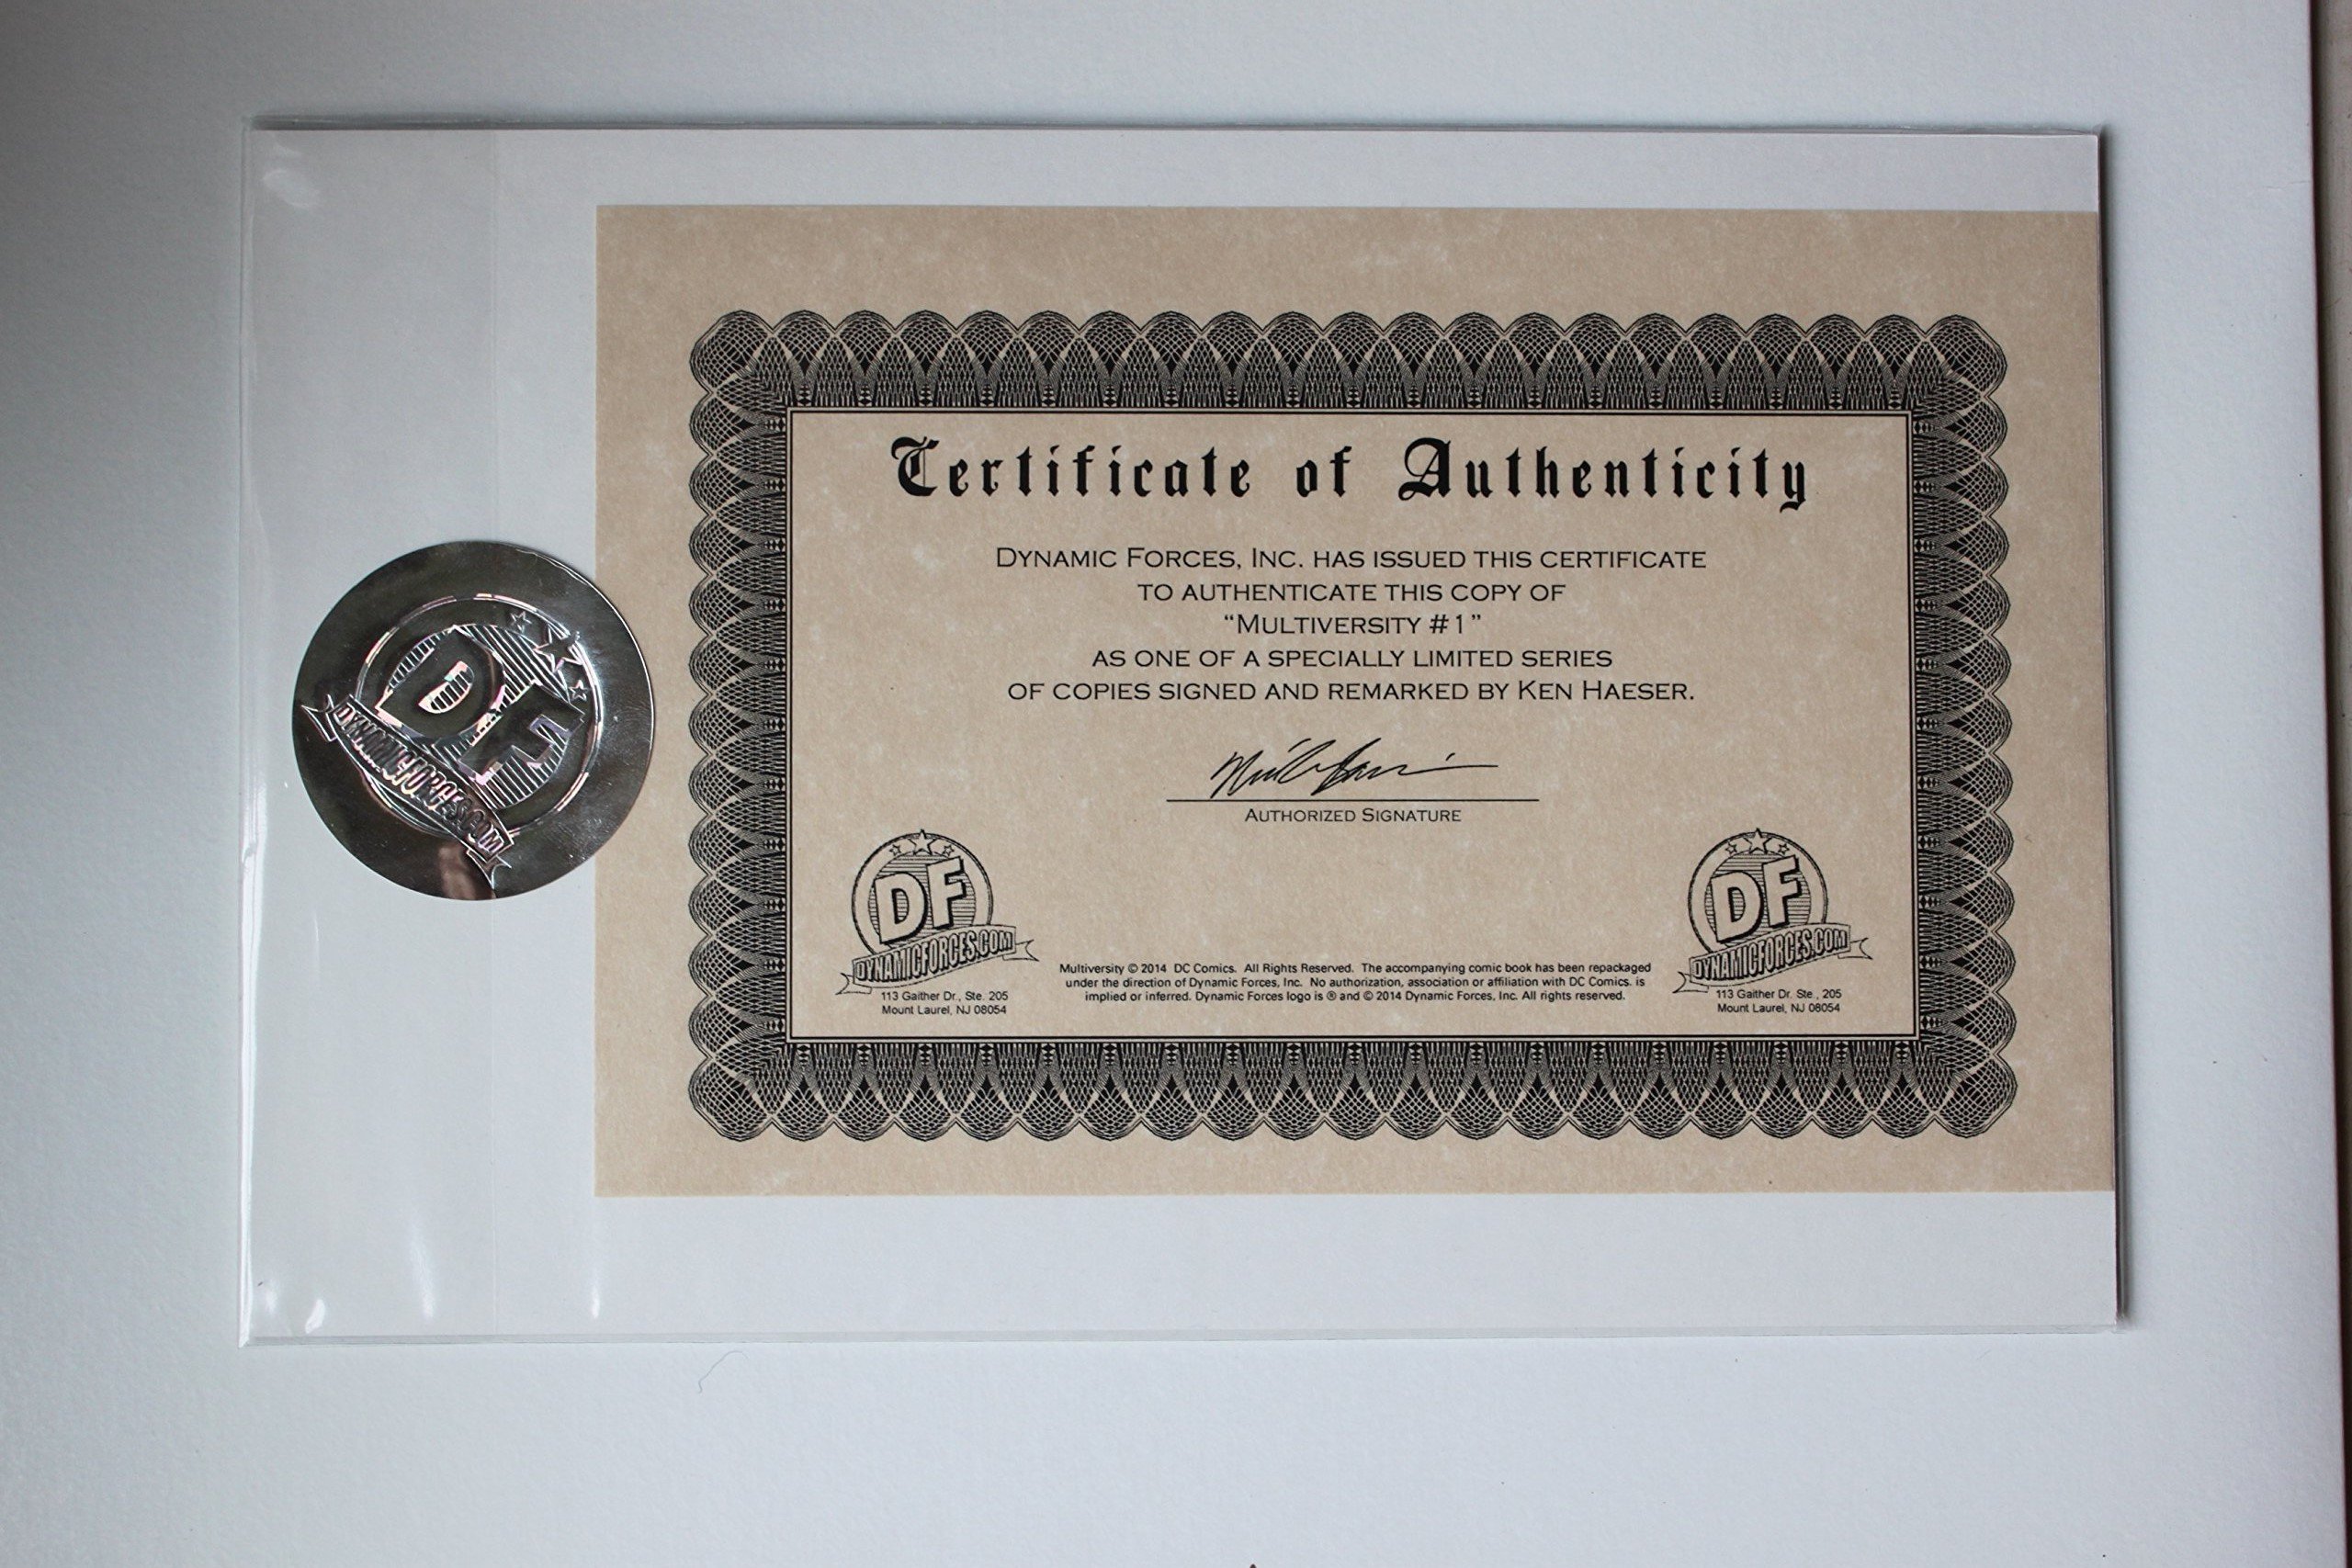 Certificate of Authenticity
DYNAMIC FORCES, INC. HAS ISSUED THIS CERTIFICATE
TO AUTHENTICATE THIS COPY OF
“MULTIVERSITY #1”
AS ONE OF A SPECIALLY LIMITED SERIES
OF COPIES SIGNED AND REMARKED BY KEN HAESER.
AUTHORIZED SIGNATURE
DF
DYNAMICFORCES.COM
DF
DYNAMICFORCES.COM
113 Gaither Dr., Ste. 205
Mount Laurel, NJ 08054
Multiversity © 2014 DC Comics. All Rights Reserved. The accompanying comic book has been repackaged
under the direction of Dynamic Forces, Inc. No authorization, association or affiliation with DC Comics. is
implied or inferred. Dynamic Forces logo is ® and © 2014 Dynamic Forces, Inc. All rights reserved.
DF
DYNAMICFORCES.COM
113 Gaither Dr. Ste., 205
Mount Laurel, NJ 08054